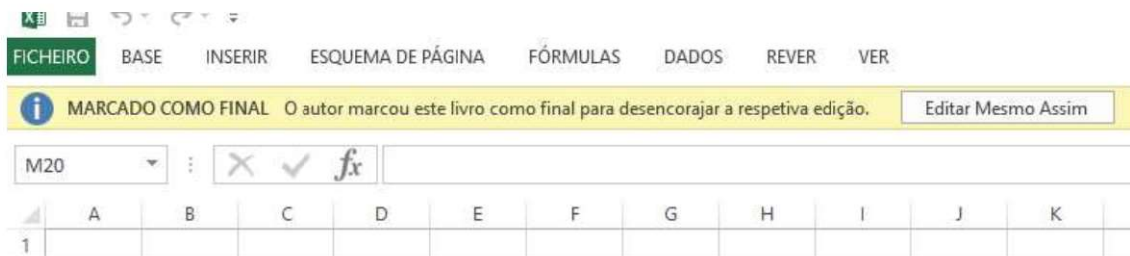 FICHEIRO BASE INSERIR ESQUEMA DE PÁGINA FÓRMULAS DADOS REVER VER
MARCADO COMO FINAL O autor marcou este livro como final para desencorajar a respetiva edição. Editar Mesmo Assim
M20 fx
A B C D E F G H I J K
1